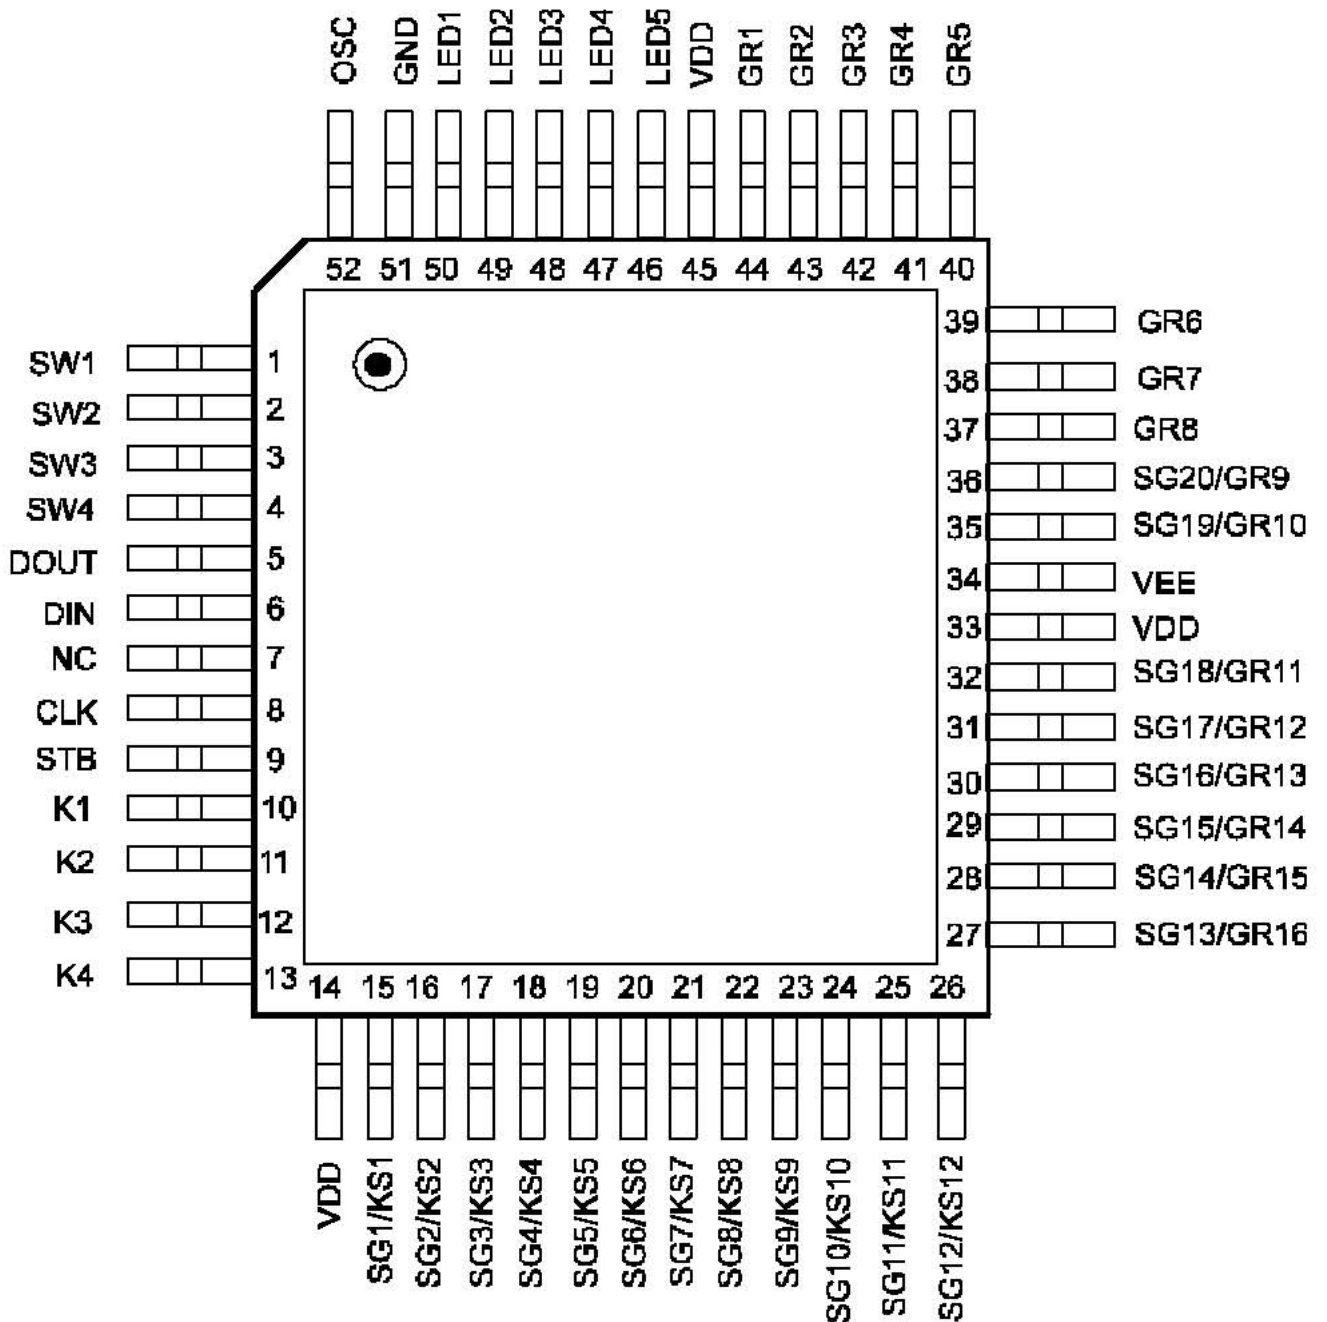 OSC
GND
LED1
LED2
LED3
LED4
LED5
VDD
GR1
GR2
GR3
GR4
GR5
52 51 50 49 48 47 46 45 44 43 42 41 40
SW1 1
SW2 2
SW3 3
SW4 4
DOUT 5
DIN 6
NC 7
CLK 8
STB 9
K1 10
K2 11
K3 12
K4 13
39 GR6
38 GR7
37 GR8
36 SG20/GR9
35 SG19/GR10
34 VEE
33 VDD
32 SG18/GR11
31 SG17/GR12
30 SG16/GR13
29 SG15/GR14
28 SG14/GR15
27 SG13/GR16
14 15 16 17 18 19 20 21 22 23 24 25 26
VDD
SG1/KS1
SG2/KS2
SG3/KS3
SG4/KS4
SG5/KS5
SG6/KS6
SG7/KS7
SG8/KS8
SG9/KS9
SG10/KS10
SG11/KS11
SG12/KS12